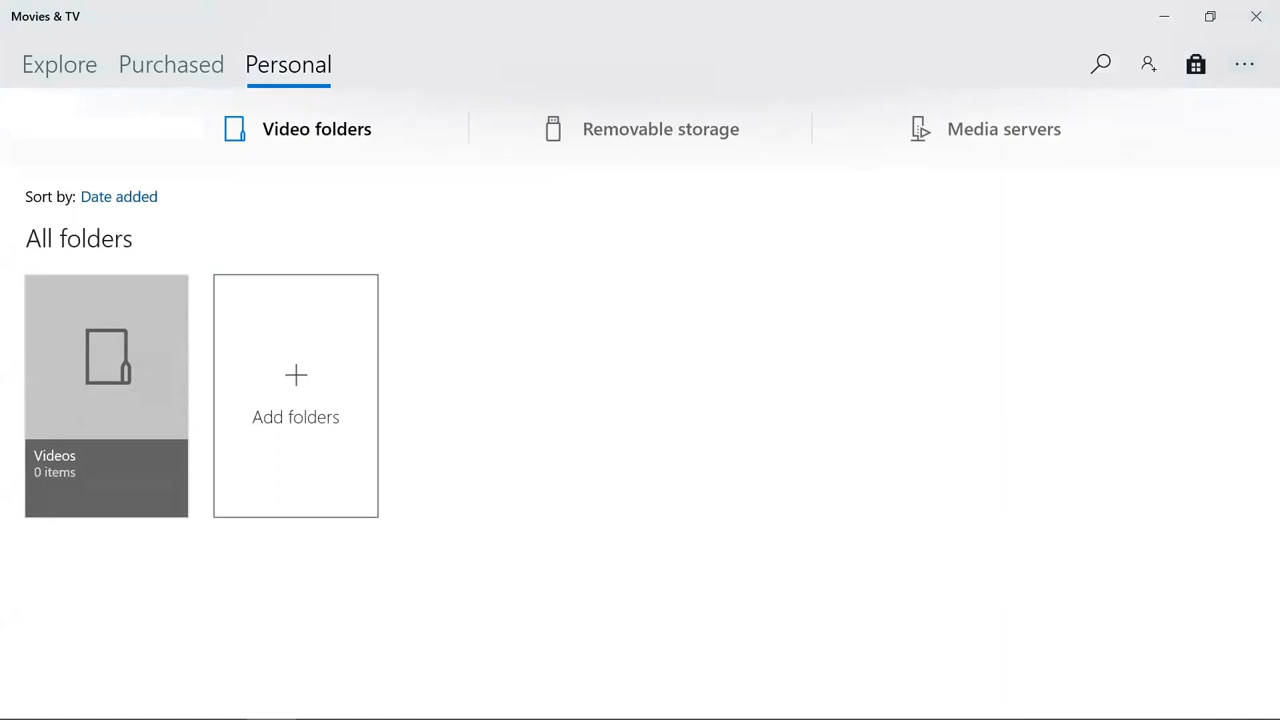 Movies & TV
Explore Purchased Personal
Video folders Removable storage Media servers
Sort by: Date added
All folders
Videos
0 items
Add folders